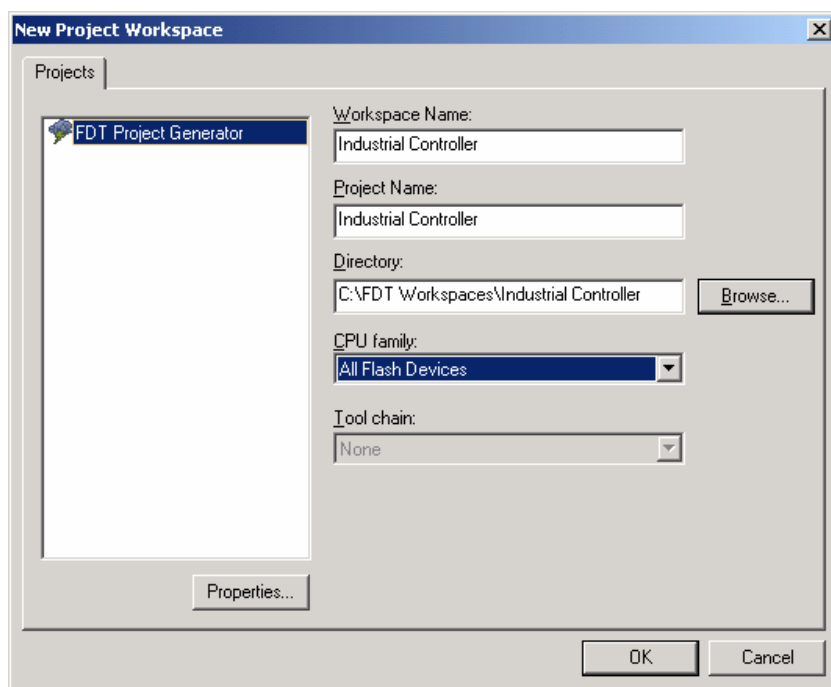 New Project Workspace
Projects
FDT Project Generator
Workspace Name:
Industrial Controller
Project Name:
Industrial Controller
Directory:
C:\FDT Workspaces\Industrial Controller
Browse...
CPU family:
All Flash Devices
Tool chain:
None
Properties...
OK
Cancel